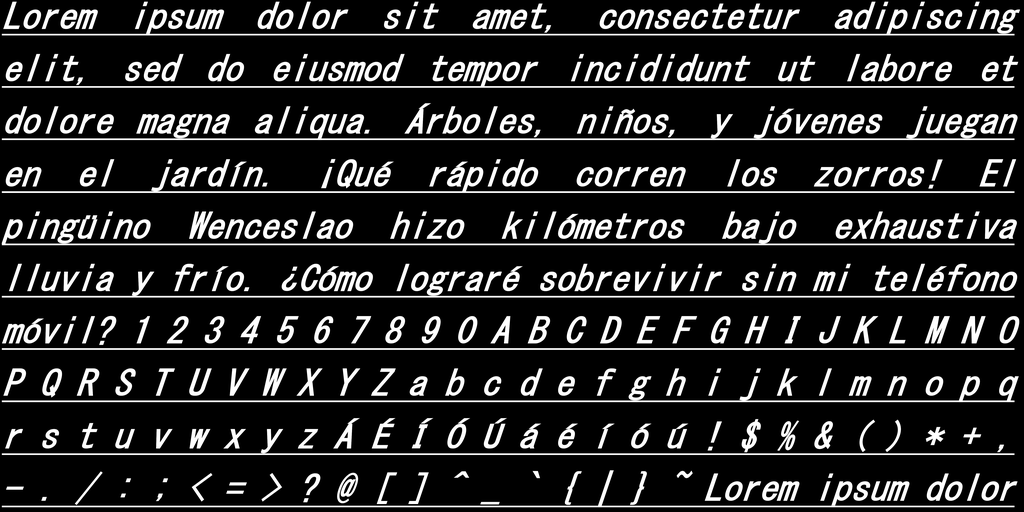 Lorem ipsum dolor sit amet, consectetur adipiscing
elit, sed do eiusmod tempor incididunt ut labore et
dolore magna aliqua. Árboles, niños, y jóvenes juegan
en el jardín. ¡Qué rápido corren los zorros! El
pingüino Wenceslao hizo kilómetros bajo exhaustiva
lluvia y frío. ¿Cómo lograré sobrevivir sin mi teléfono
móvil? 1 2 3 4 5 6 7 8 9 0 A B C D E F G H I J K L M N O
P Q R S T U V W X Y Z a b c d e f g h i j k l m n o p q
r s t u v w x y z Á É Í Ó Ú á é í ó ú ! $ % & ( ) * + ,
- . / : ; < = > ? @ [ ] ^ _ ` { | } ~ Lorem ipsum dolor